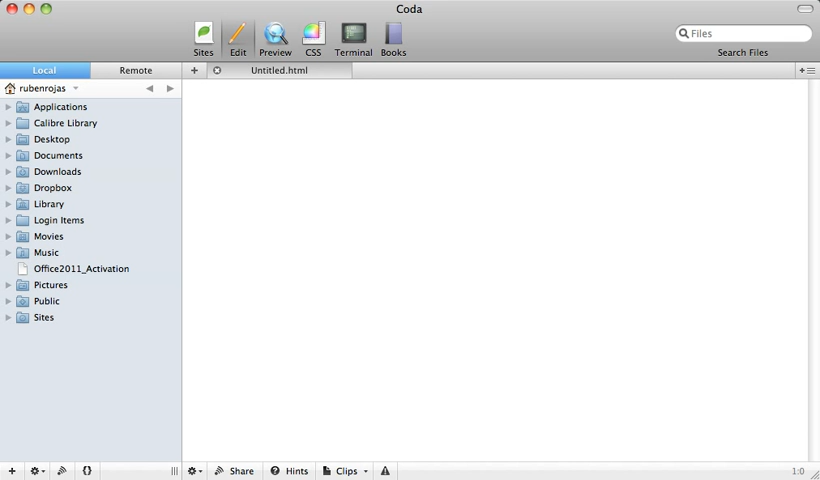 Coda
Sites Edit Preview CSS Terminal Books
Files
Search Files
Local Remote
Untitled.html
rubenrojas
Applications
Calibre Library
Desktop
Documents
Downloads
Dropbox
Library
Login Items
Movies
Music
Office2011_Activation
Pictures
Public
Sites
Share Hints Clips 1:0